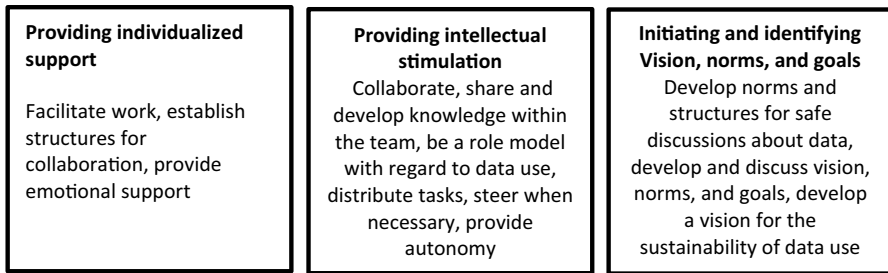 Providing individualized
support
Facilitate work, establish
structures for
collaboration, provide
emotional support
Providing intellectual
stimulation
Collaborate, share and
develop knowledge within
the team, be a role model
with regard to data use,
distribute tasks, steer when
necessary, provide
autonomy
Initiating and identifying
Vision, norms, and goals
Develop norms and
structures for safe
discussions about data,
develop and discuss vision,
norms, and goals, develop
a vision for the
sustainability of data use